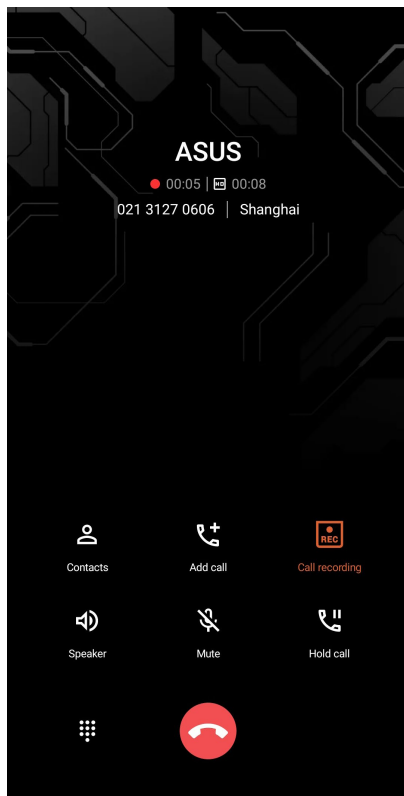 ASUS
00:05 | HD 00:08
021 3127 0606 | Shanghai
Contacts Add call REC Call recording
Speaker Mute Hold call